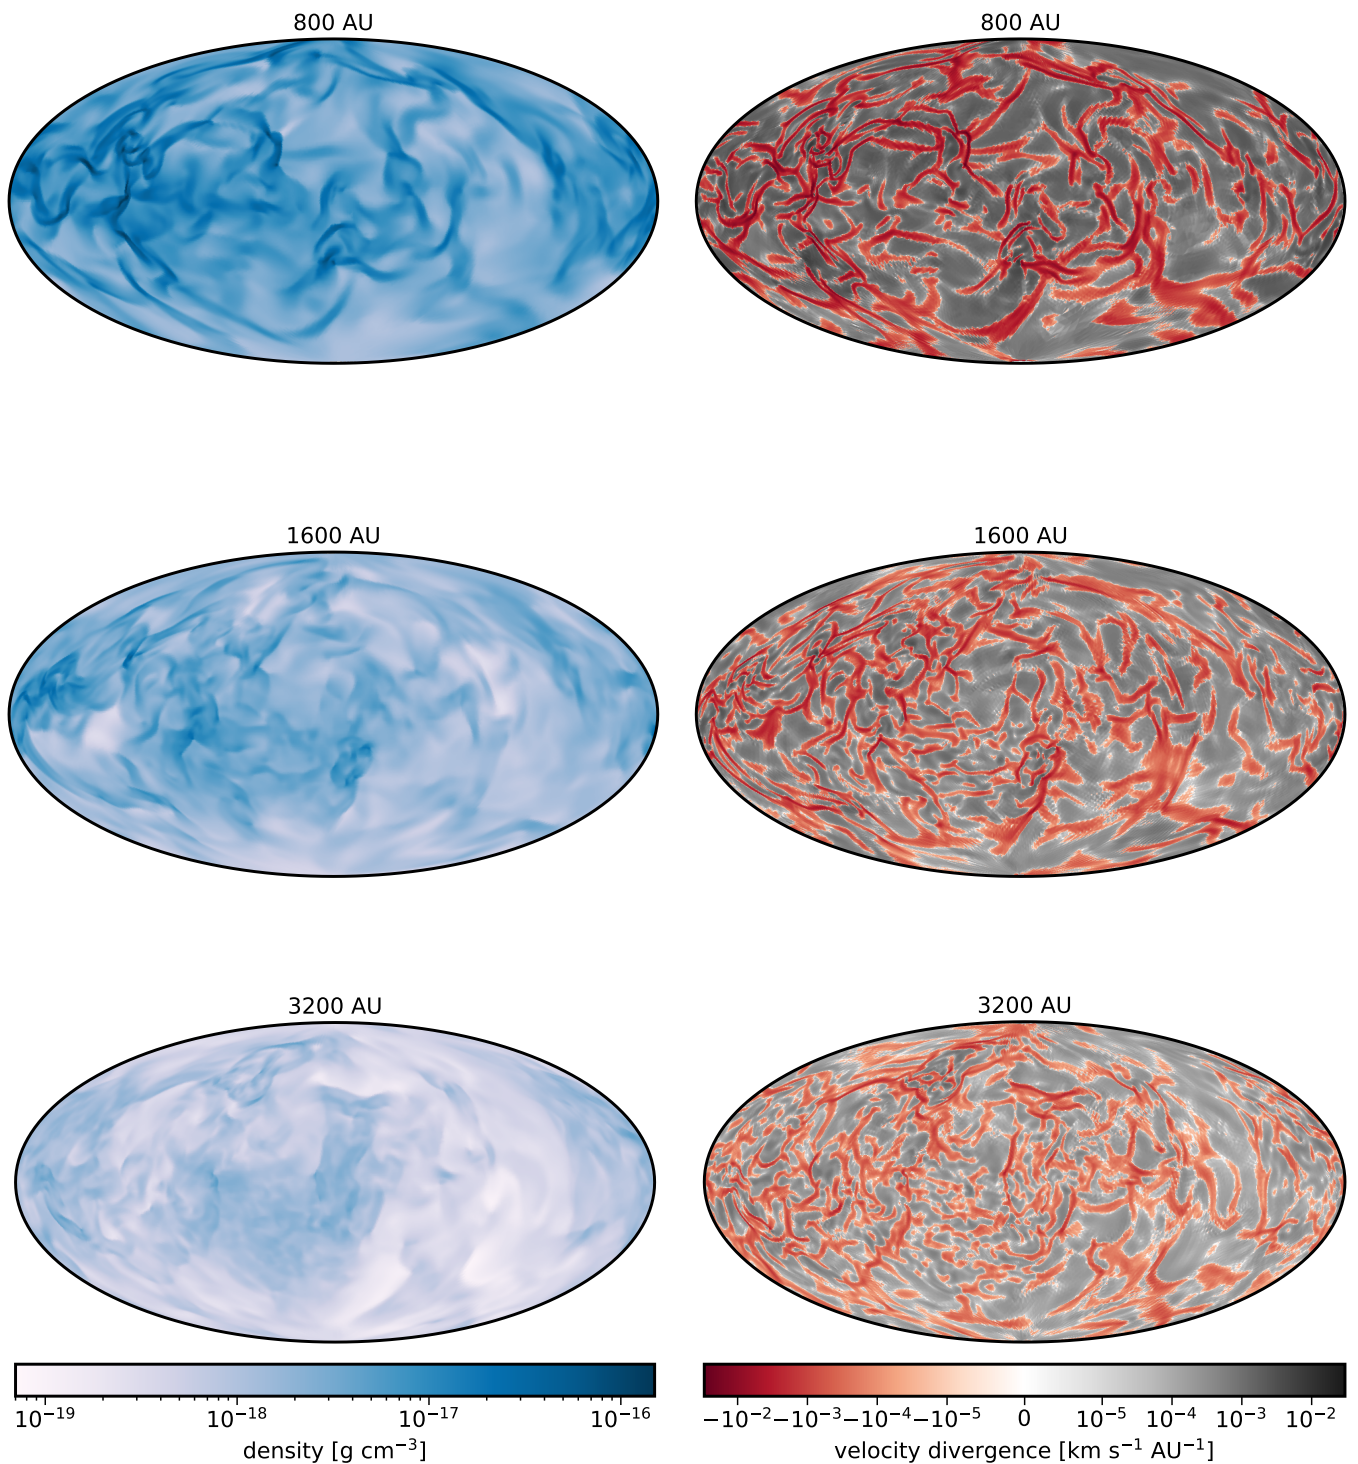 800 AU
800 AU
1600 AU
1600 AU
3200 AU
3200 AU
10⁻¹⁹ 10⁻¹⁸ 10⁻¹⁷ 10⁻¹⁶
density [g cm⁻³]
−10⁻² −10⁻³ −10⁻⁴ −10⁻⁵ 0 10⁻⁵ 10⁻⁴ 10⁻³ 10⁻²
velocity divergence [km s⁻¹ AU⁻¹]